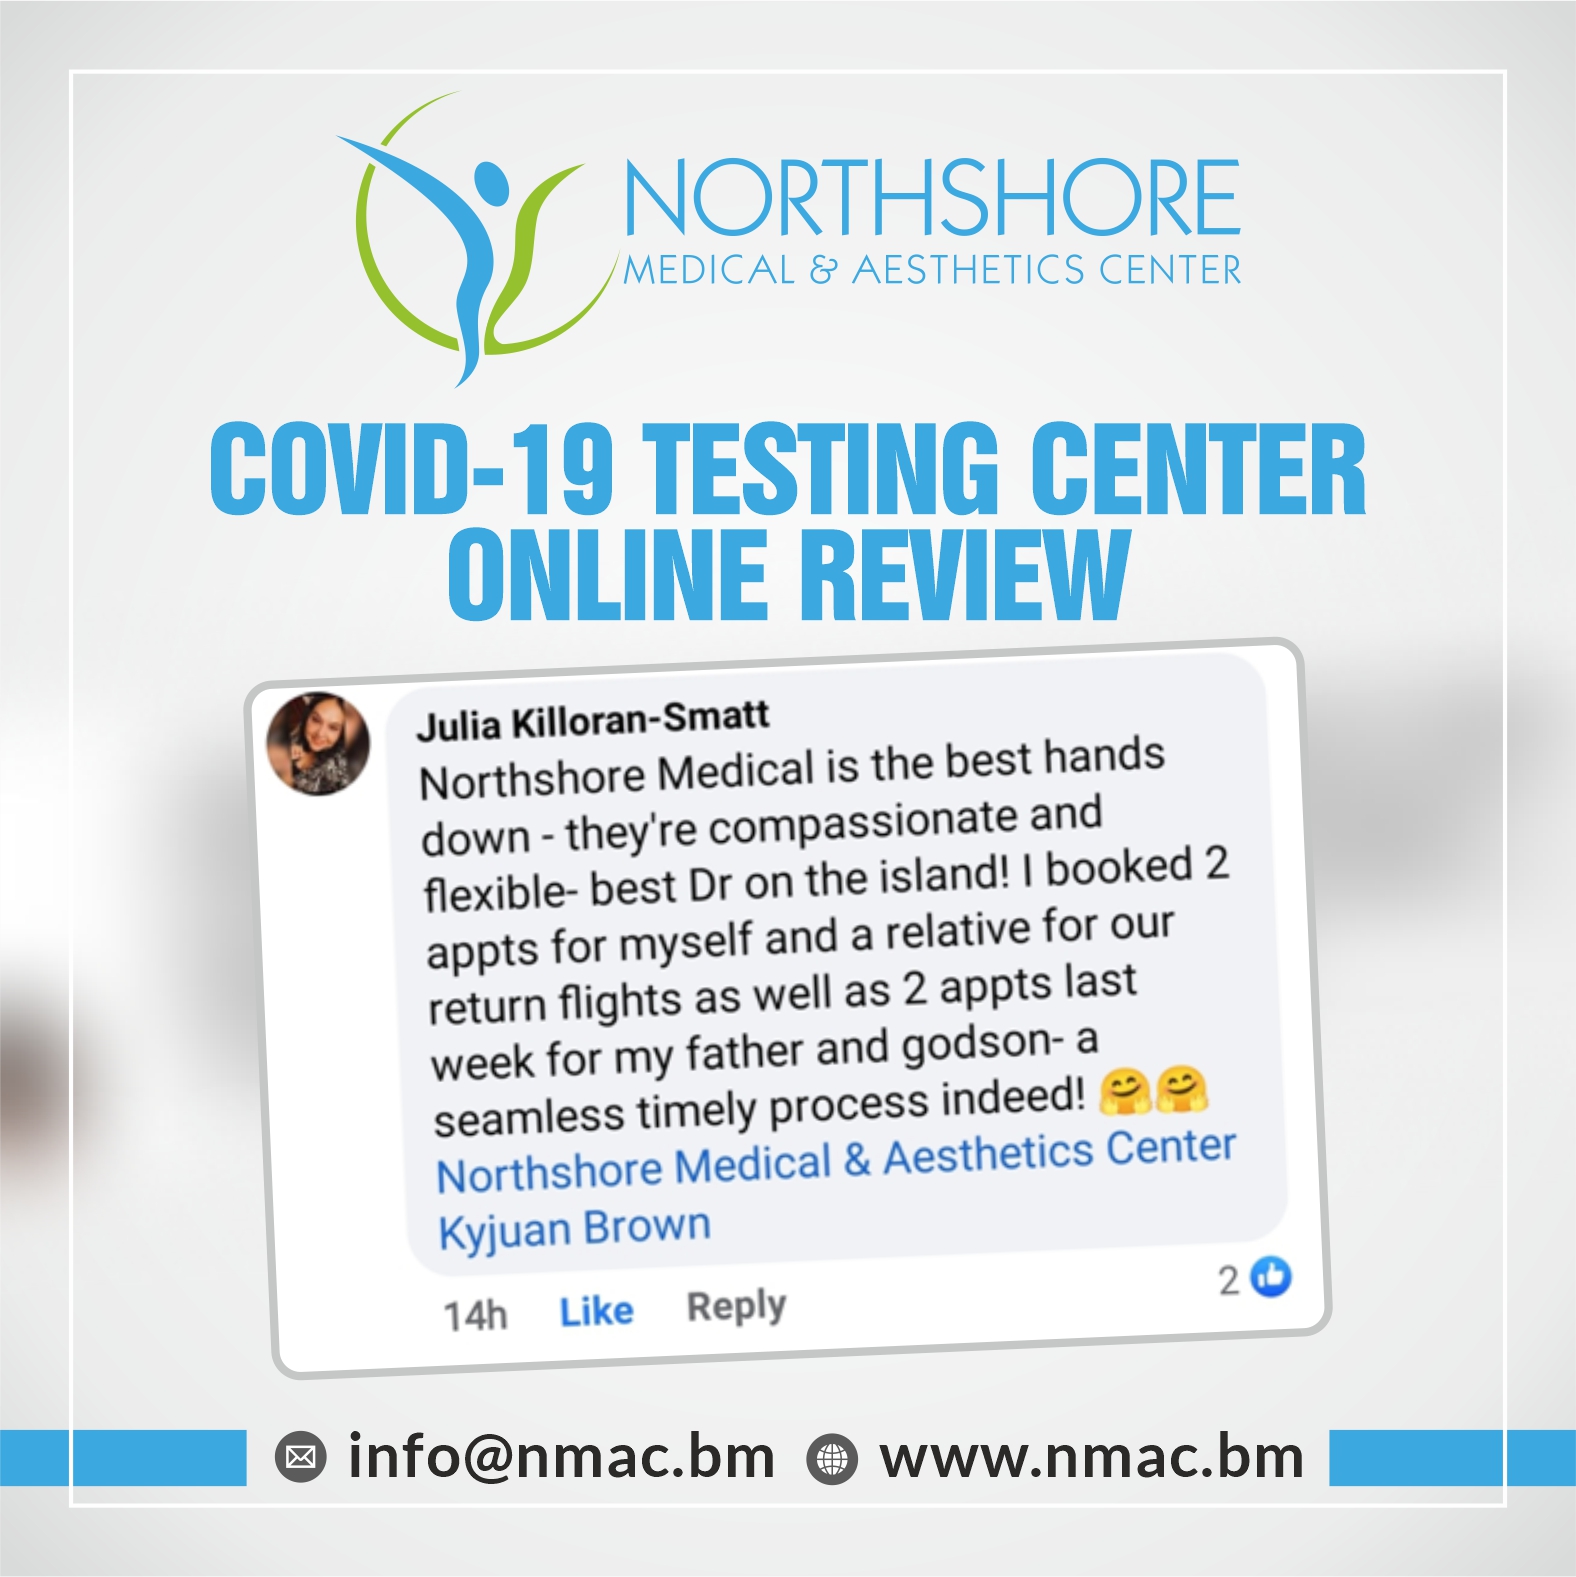 NORTHSHORE
MEDICAL & AESTHETICS CENTER
COVID-19 TESTING CENTER
ONLINE REVIEW
Julia Killoran-Smatt
Northshore Medical is the best hands
down - they're compassionate and
flexible- best Dr on the island! I booked 2
appts for myself and a relative for our
return flights as well as 2 appts last
week for my father and godson- a
seamless timely process indeed! 🤗🤗
Northshore Medical & Aesthetics Center
Kyjuan Brown
14h Like Reply 2
info@nmac.bm www.nmac.bm